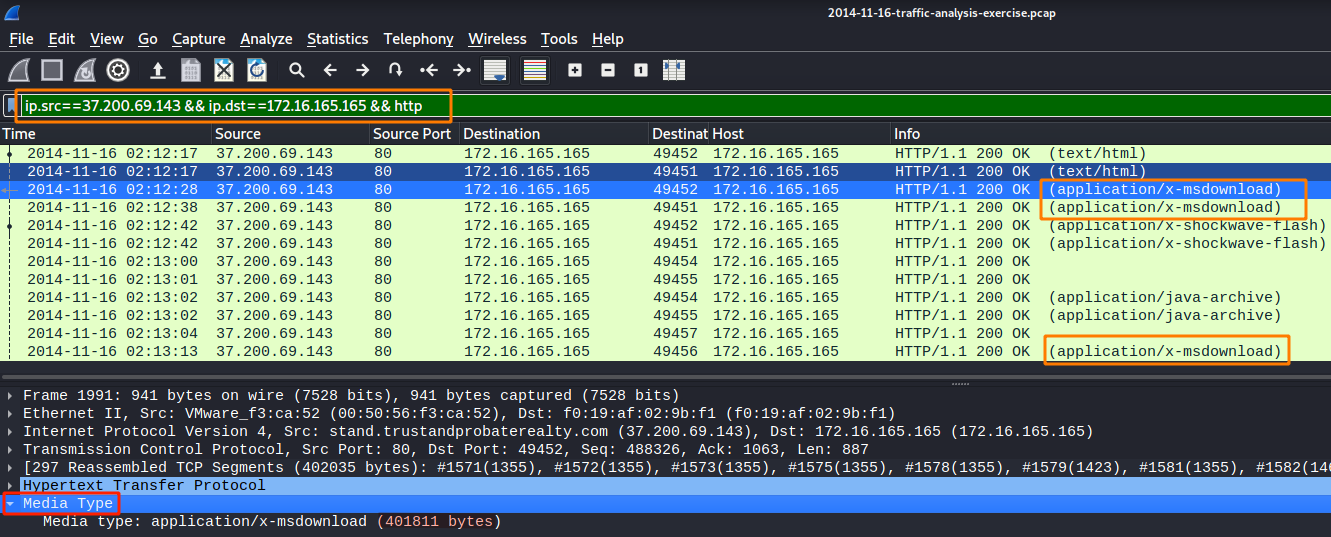 2014-11-16-traffic-analysis-exercise.pcap
File Edit View Go Capture Analyze Statistics Telephony Wireless Tools Help
ip.src==37.200.69.143 && ip.dst==172.16.165.165 && http
Time Source Source Port Destination Destinat Host Info
2014-11-16 02:12:17 37.200.69.143 80 172.16.165.165 49452 172.16.165.165 HTTP/1.1 200 OK (text/html)
2014-11-16 02:12:17 37.200.69.143 80 172.16.165.165 49451 172.16.165.165 HTTP/1.1 200 OK (text/html)
2014-11-16 02:12:28 37.200.69.143 80 172.16.165.165 49452 172.16.165.165 HTTP/1.1 200 OK (application/x-msdownload)
2014-11-16 02:12:38 37.200.69.143 80 172.16.165.165 49451 172.16.165.165 HTTP/1.1 200 OK (application/x-msdownload)
2014-11-16 02:12:42 37.200.69.143 80 172.16.165.165 49452 172.16.165.165 HTTP/1.1 200 OK (application/x-shockwave-flash)
2014-11-16 02:12:42 37.200.69.143 80 172.16.165.165 49451 172.16.165.165 HTTP/1.1 200 OK (application/x-shockwave-flash)
2014-11-16 02:13:00 37.200.69.143 80 172.16.165.165 49454 172.16.165.165 HTTP/1.1 200 OK
2014-11-16 02:13:01 37.200.69.143 80 172.16.165.165 49455 172.16.165.165 HTTP/1.1 200 OK
2014-11-16 02:13:02 37.200.69.143 80 172.16.165.165 49454 172.16.165.165 HTTP/1.1 200 OK (application/java-archive)
2014-11-16 02:13:02 37.200.69.143 80 172.16.165.165 49455 172.16.165.165 HTTP/1.1 200 OK (application/java-archive)
2014-11-16 02:13:04 37.200.69.143 80 172.16.165.165 49457 172.16.165.165 HTTP/1.1 200 OK
2014-11-16 02:13:13 37.200.69.143 80 172.16.165.165 49456 172.16.165.165 HTTP/1.1 200 OK (application/x-msdownload)
Frame 1991: 941 bytes on wire (7528 bits), 941 bytes captured (7528 bits)
Ethernet II, Src: VMware_f3:ca:52 (00:50:56:f3:ca:52), Dst: f0:19:af:02:9b:f1 (f0:19:af:02:9b:f1)
Internet Protocol Version 4, Src: stand.trustandprobaterealty.com (37.200.69.143), Dst: 172.16.165.165 (172.16.165.165)
Transmission Control Protocol, Src Port: 80, Dst Port: 49452, Seq: 488326, Ack: 1063, Len: 887
[297 Reassembled TCP Segments (402035 bytes): #1571(1355), #1572(1355), #1573(1355), #1575(1355), #1578(1355), #1579(1423), #1581(1355), #1582(14
Hypertext Transfer Protocol
Media Type
Media type: application/x-msdownload (401811 bytes)